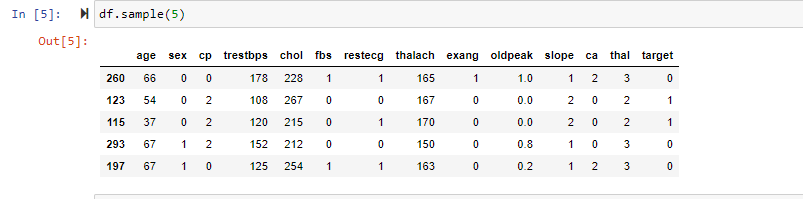 In [5]: df.sample(5)
Out[5]:
age sex cp trestbps chol fbs restecg thalach exang oldpeak slope ca thal target
260 66 0 0 178 228 1 1 165 1 1.0 1 2 3 0
123 54 0 2 108 267 0 0 167 0 0.0 2 0 2 1
115 37 0 2 120 215 0 1 170 0 0.0 2 0 2 1
293 67 1 2 152 212 0 0 150 0 0.8 1 0 3 0
197 67 1 0 125 254 1 1 163 0 0.2 1 2 3 0